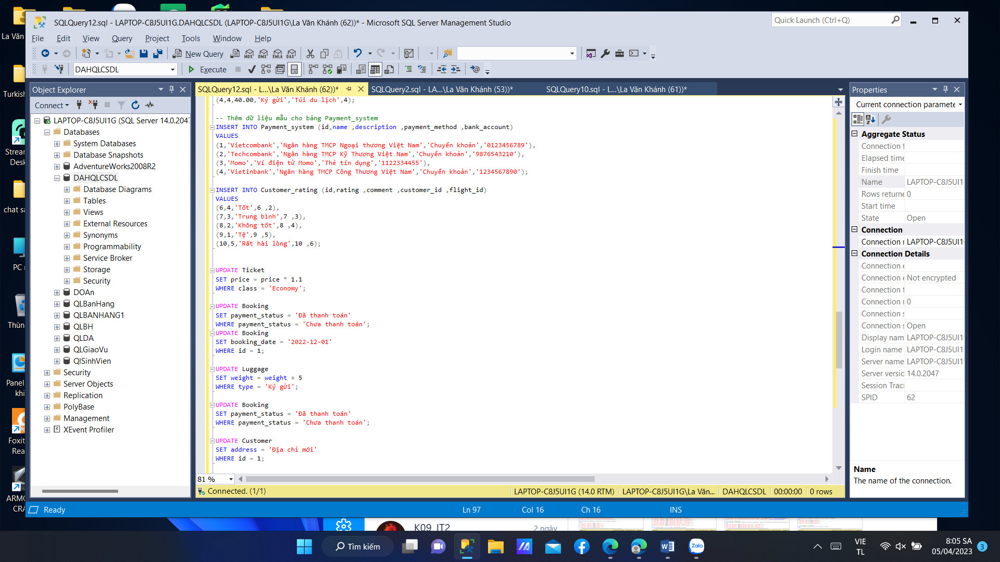 SQLQuery12.sql - LAPTOP-C8J5UI1G.DAHQLCSDL (LAPTOP-C8J5UI1G\La Văn Khánh (62))* - Microsoft SQL Server Management Studio
Quick Launch (Ctrl+Q)
File Edit View Query Project Tools Window Help
New Query
DAHQLCSDL
Execute
Object Explorer
Connect
LAPTOP-C8J5UI1G (SQL Server 14.0.2047
Databases
System Databases
Database Snapshots
AdventureWorks2008R2
DAHQLCSDL
Database Diagrams
Tables
Views
External Resources
Synonyms
Programmability
Service Broker
Storage
Security
DOAn
QLBanHang
QLBANHANG1
QLBH
QLDA
QLGiaoVu
QlSinhVien
Security
Server Objects
Replication
PolyBase
Management
XEvent Profiler
SQLQuery12.sql - L...\La Văn Khánh (62))*
SQLQuery2.sql - LA...\La Văn Khánh (53))*
SQLQuery10.sql - L...\La Văn Khánh (61))*
(4,4,40.00,'Ký gửi','Túi du lịch',4);
-- Thêm dữ liệu mẫu cho bảng Payment_system
INSERT INTO Payment_system (id,name ,description ,payment_method ,bank_account)
VALUES
(1,'Vietcombank','Ngân hàng TMCP Ngoại thương Việt Nam','Chuyển khoản','0123456789'),
(2,'Techcombank','Ngân hàng TMCP Kỹ Thương Việt Nam','Chuyển khoản','9876543210'),
(3,'Momo','Ví điện tử Momo','Thẻ tín dụng','1122334455'),
(4,'Vietinbank','Ngân hàng TMCP Công Thương Việt Nam','Chuyển khoản','1234567890');
INSERT INTO Customer_rating (id,rating ,comment ,customer_id ,flight_id)
VALUES
(6,4,'Tốt',6 ,2),
(7,3,'Trung bình',7 ,3),
(8,2,'Không tốt',8 ,4),
(9,1,'Tệ',9 ,5),
(10,5,'Rất hài lòng',10 ,6);
UPDATE Ticket
SET price = price * 1.1
WHERE class = 'Economy';
UPDATE Booking
SET payment_status = 'Đã thanh toán'
WHERE payment_status = 'Chưa thanh toán';
UPDATE Booking
SET booking_date = '2022-12-01'
WHERE id = 1;
UPDATE Luggage
SET weight = weight + 5
WHERE type = 'Ký gửi';
UPDATE Booking
SET payment_status = 'Đã thanh toán'
WHERE payment_status = 'Chưa thanh toán';
UPDATE Customer
SET address = 'Địa chỉ mới'
WHERE id = 1;
81 %
Connected. (1/1)
LAPTOP-C8J5UI1G (14.0 RTM) LAPTOP-C8J5UI1G\La Văn... DAHQLCSDL 00:00:00 0 rows
Properties
Current connection paramete
Aggregate Status
Connection f
Elapsed time
Finish time
Name LAPTOP-C8J5UI1
Rows returne 0
Start time
State Open
Connection
Connection LAPTOP-C8J5UI1
Connection Details
Connection
Connection Not encrypted
Connection f
Connection 0
Connection s
Connection s Open
Display nam LAPTOP-C8J5UI1
Login name LAPTOP-C8J5UI1
Server name LAPTOP-C8J5UI1
Server versio 14.0.2047
Session Traci
SPID 62
Name
The name of the connection.
Ready Ln 97 Col 16 Ch 16 INS
La Văn
Turkish
Strear
Desk
chat sa
PC
Thùn
Panel
khi
Foxit
Rea
ARMO
CRA
K09_IT2
2 ngày
Tìm kiếm
Zalo
VIE
TL
8:05 SA
05/04/2023
3